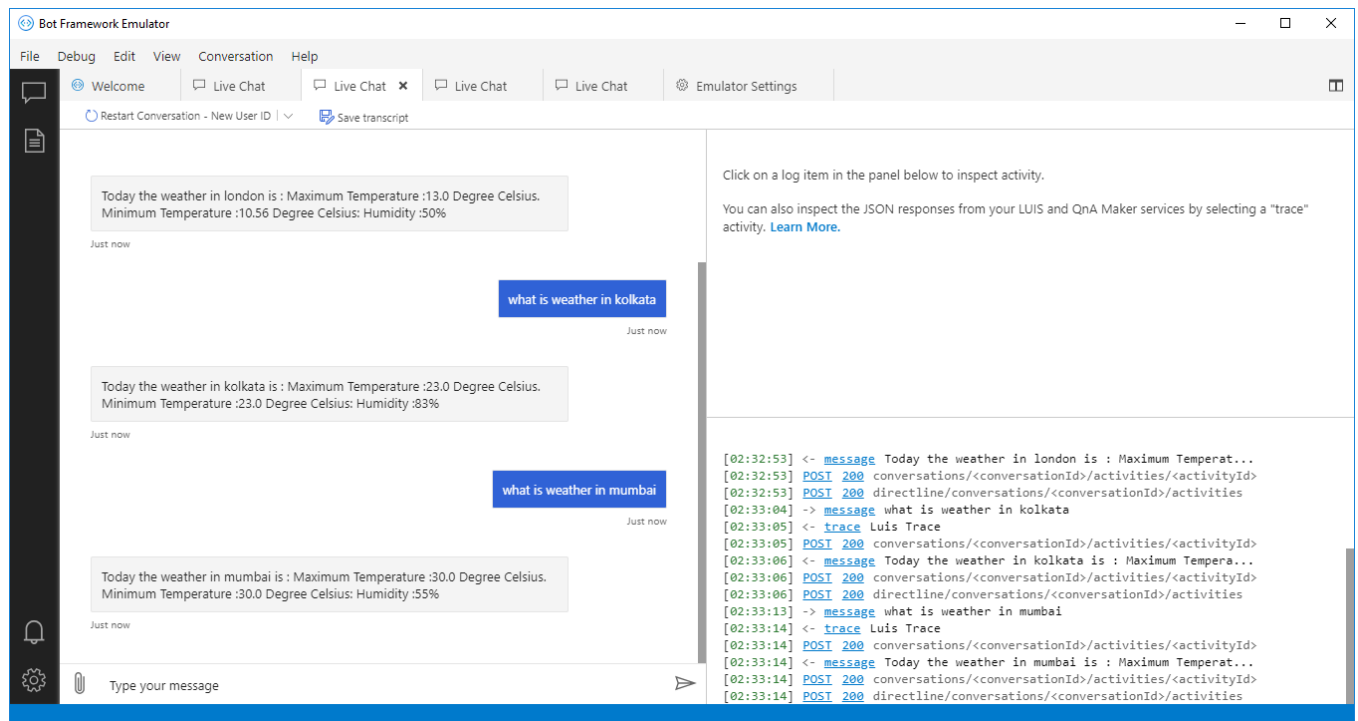 Bot Framework Emulator
File Debug Edit View Conversation Help
Welcome Live Chat Live Chat Live Chat Live Chat Emulator Settings
Restart Conversation - New User ID Save transcript
Today the weather in london is : Maximum Temperature :13.0 Degree Celsius.
Minimum Temperature :10.56 Degree Celsius: Humidity :50%
Just now
what is weather in kolkata
Just now
Today the weather in kolkata is : Maximum Temperature :23.0 Degree Celsius.
Minimum Temperature :23.0 Degree Celsius: Humidity :83%
Just now
what is weather in mumbai
Just now
Today the weather in mumbai is : Maximum Temperature :30.0 Degree Celsius.
Minimum Temperature :30.0 Degree Celsius: Humidity :55%
Just now
Type your message
Click on a log item in the panel below to inspect activity.
You can also inspect the JSON responses from your LUIS and QnA Maker services by selecting a "trace"
activity. Learn More.
[02:32:53] <- message Today the weather in london is : Maximum Temperat...
[02:32:53] POST 200 conversations/<conversationId>/activities/<activityId>
[02:32:53] POST 200 directline/conversations/<conversationId>/activities
[02:33:04] -> message what is weather in kolkata
[02:33:05] <- trace Luis Trace
[02:33:05] POST 200 conversations/<conversationId>/activities/<activityId>
[02:33:06] <- message Today the weather in kolkata is : Maximum Tempera...
[02:33:06] POST 200 conversations/<conversationId>/activities/<activityId>
[02:33:06] POST 200 directline/conversations/<conversationId>/activities
[02:33:13] -> message what is weather in mumbai
[02:33:14] <- trace Luis Trace
[02:33:14] POST 200 conversations/<conversationId>/activities/<activityId>
[02:33:14] <- message Today the weather in mumbai is : Maximum Temperat...
[02:33:14] POST 200 conversations/<conversationId>/activities/<activityId>
[02:33:14] POST 200 directline/conversations/<conversationId>/activities